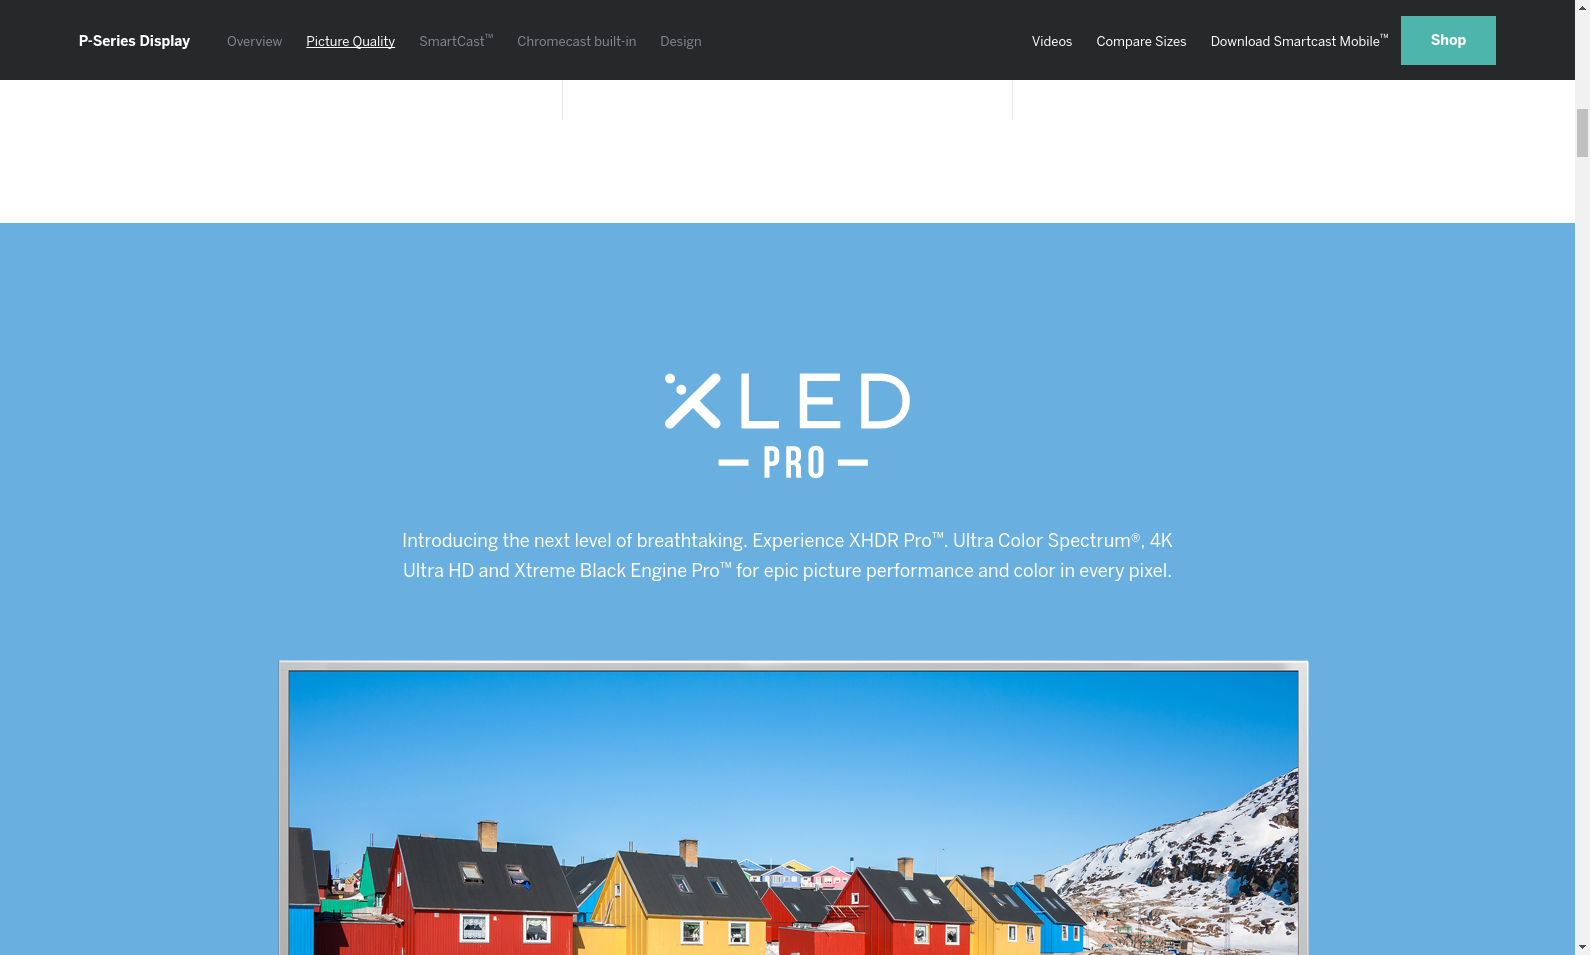 P-Series Display Overview Picture Quality SmartCast™ Chromecast built-in Design Videos Compare Sizes Download Smartcast Mobile™ Shop
XLED
PRO
Introducing the next level of breathtaking. Experience XHDR Pro™. Ultra Color Spectrum®, 4K
Ultra HD and Xtreme Black Engine Pro™ for epic picture performance and color in every pixel.